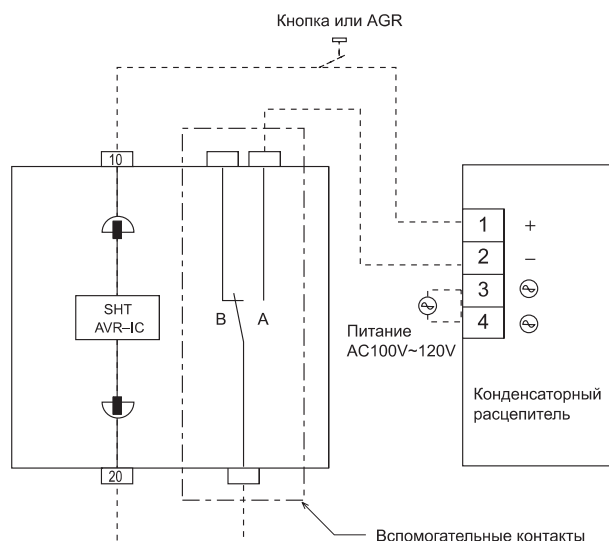 Кнопка или AGR
10
1
+
2
–
3
4
SHT
AVR–IC
B
A
Питание
AC100V~120V
Конденсаторный
расцепитель
20
Вспомогательные контакты